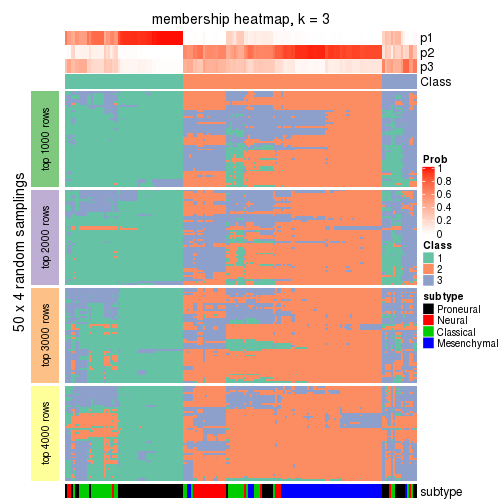 membership heatmap, k = 3
p1
p2
p3
Class
50 x 4 random samplings
top 1000 rows
top 2000 rows
top 3000 rows
top 4000 rows
Prob
1
0.8
0.6
0.4
0.2
0
Class
1
2
3
subtype
Proneural
Neural
Classical
Mesenchymal
subtype